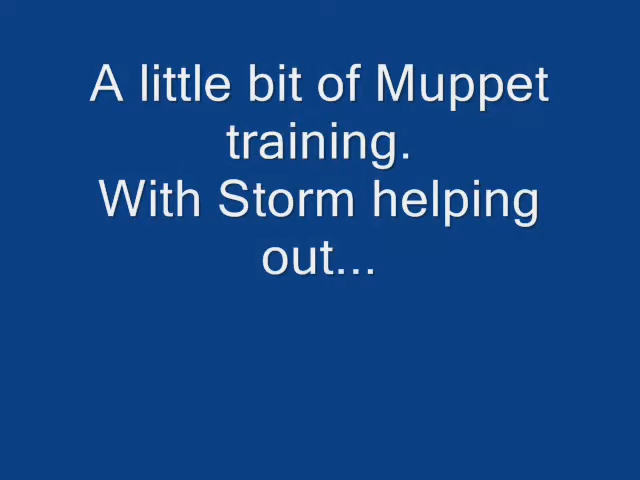 A little bit of Muppet
training.
With Storm helping
out...